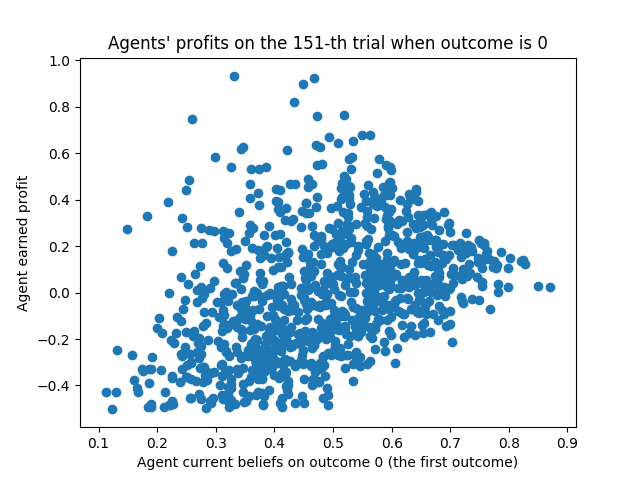 Agents' profits on the 151-th trial when outcome is 0
1.0
0.8
0.6
0.4
0.2
0.0
−0.2
−0.4
Agent earned profit
0.1 0.2 0.3 0.4 0.5 0.6 0.7 0.8 0.9
Agent current beliefs on outcome 0 (the first outcome)